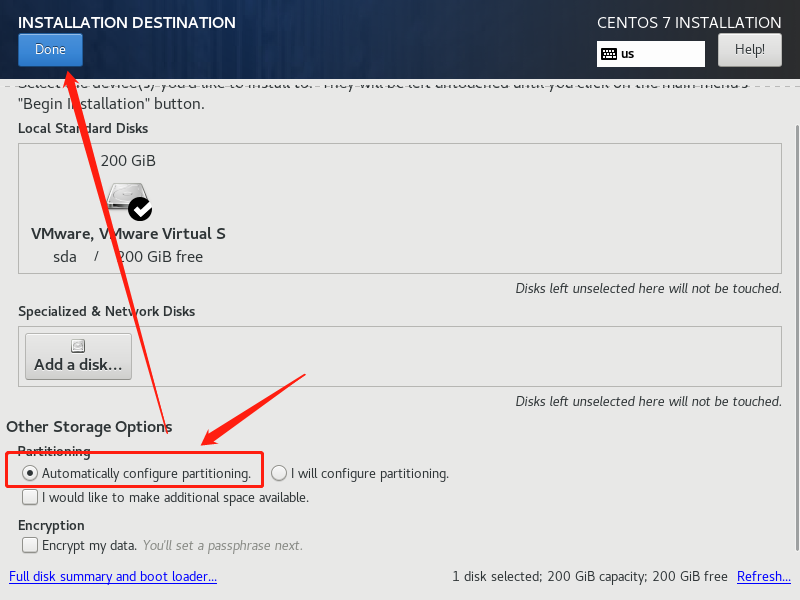 INSTALLATION DESTINATION
CENTOS 7 INSTALLATION
Done
us
Help!
Select the device(s) you'd like to install to. They will be left untouched until you click on the main menu's
"Begin Installation" button.
Local Standard Disks
200 GiB
VMware, VMware Virtual S
sda / 200 GiB free
Disks left unselected here will not be touched.
Specialized & Network Disks
Add a disk...
Disks left unselected here will not be touched.
Other Storage Options
Partitioning
Automatically configure partitioning. I will configure partitioning.
I would like to make additional space available.
Encryption
Encrypt my data. You'll set a passphrase next.
Full disk summary and boot loader... 1 disk selected; 200 GiB capacity; 200 GiB free Refresh...